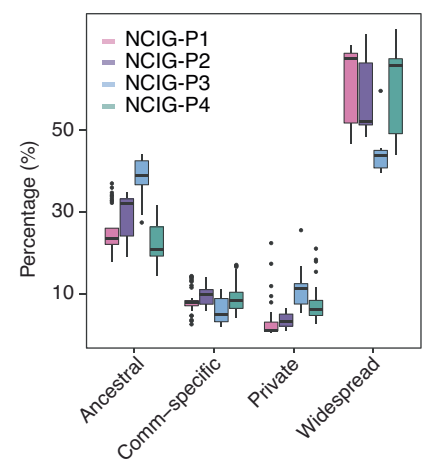 NCIG-P1
NCIG-P2
NCIG-P3
NCIG-P4
Percentage (%)
50
30
10
Ancestral
Comm–specific
Private
Widespread